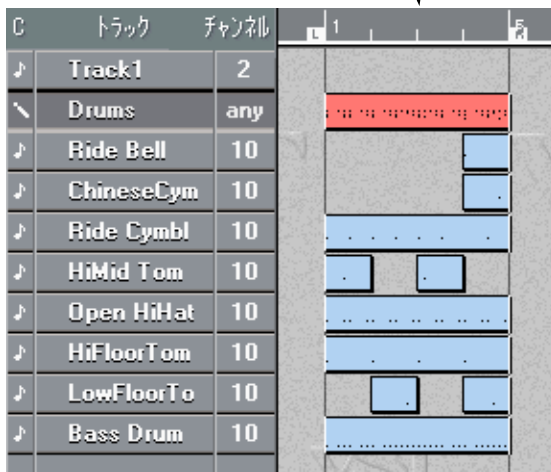 C トラック チャンネル L 1 5 R
Track1 2
Drums any
Ride Bell 10
ChineseCym 10
Ride Cymbl 10
HiMid Tom 10
Open HiHat 10
HiFloorTom 10
LowFloorTo 10
Bass Drum 10